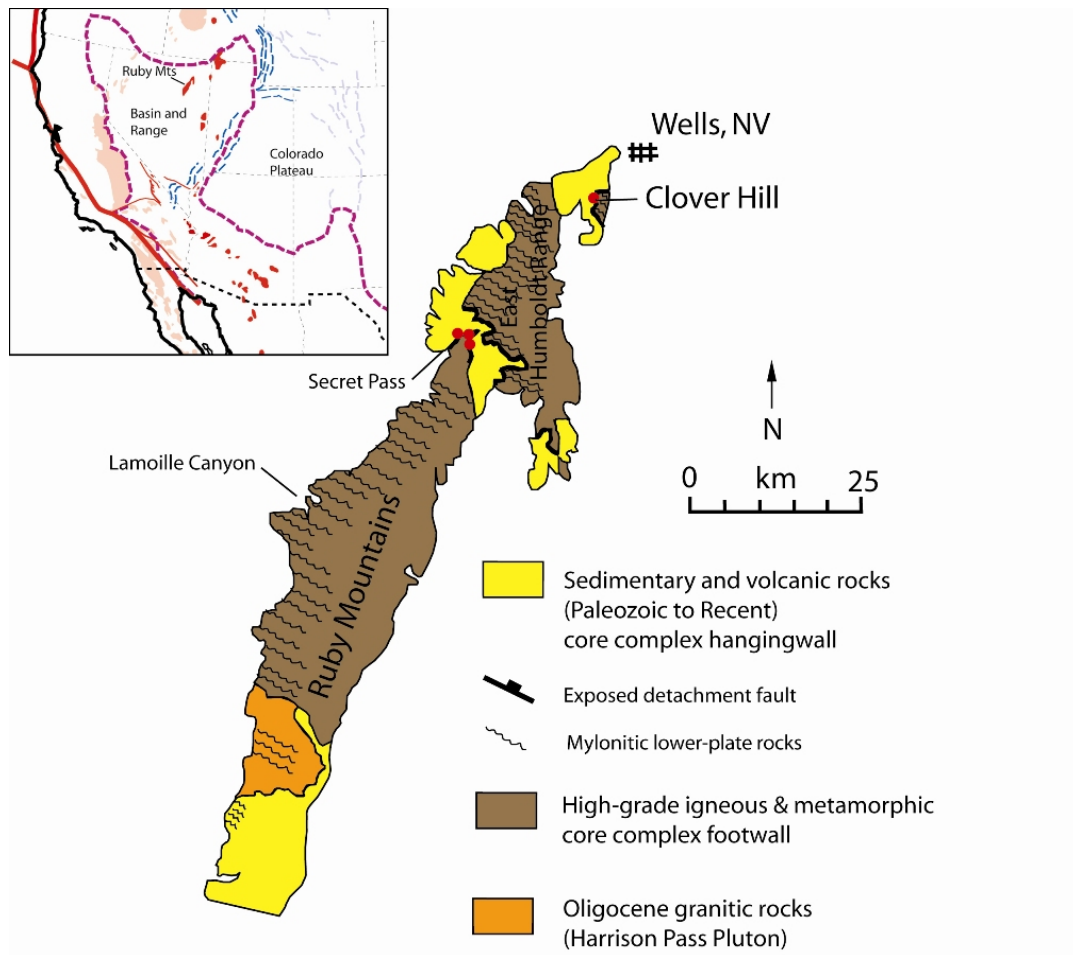 Ruby Mts
Basin and
Range
Colorado
Plateau
Wells, NV
Clover Hill
East
Humboldt Range
Secret Pass
Lamoille Canyon
Ruby Mountains
N
0 km 25
Sedimentary and volcanic rocks
(Paleozoic to Recent)
core complex hangingwall
Exposed detachment fault
Mylonitic lower-plate rocks
High-grade igneous & metamorphic
core complex footwall
Oligocene granitic rocks
(Harrison Pass Pluton)